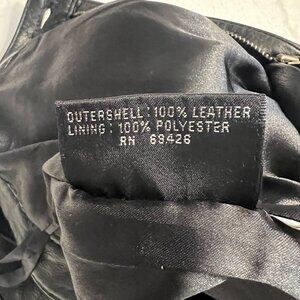 OUTERSHELL: 100% LEATHER
LINING: 100% POLYESTER
RN 69426